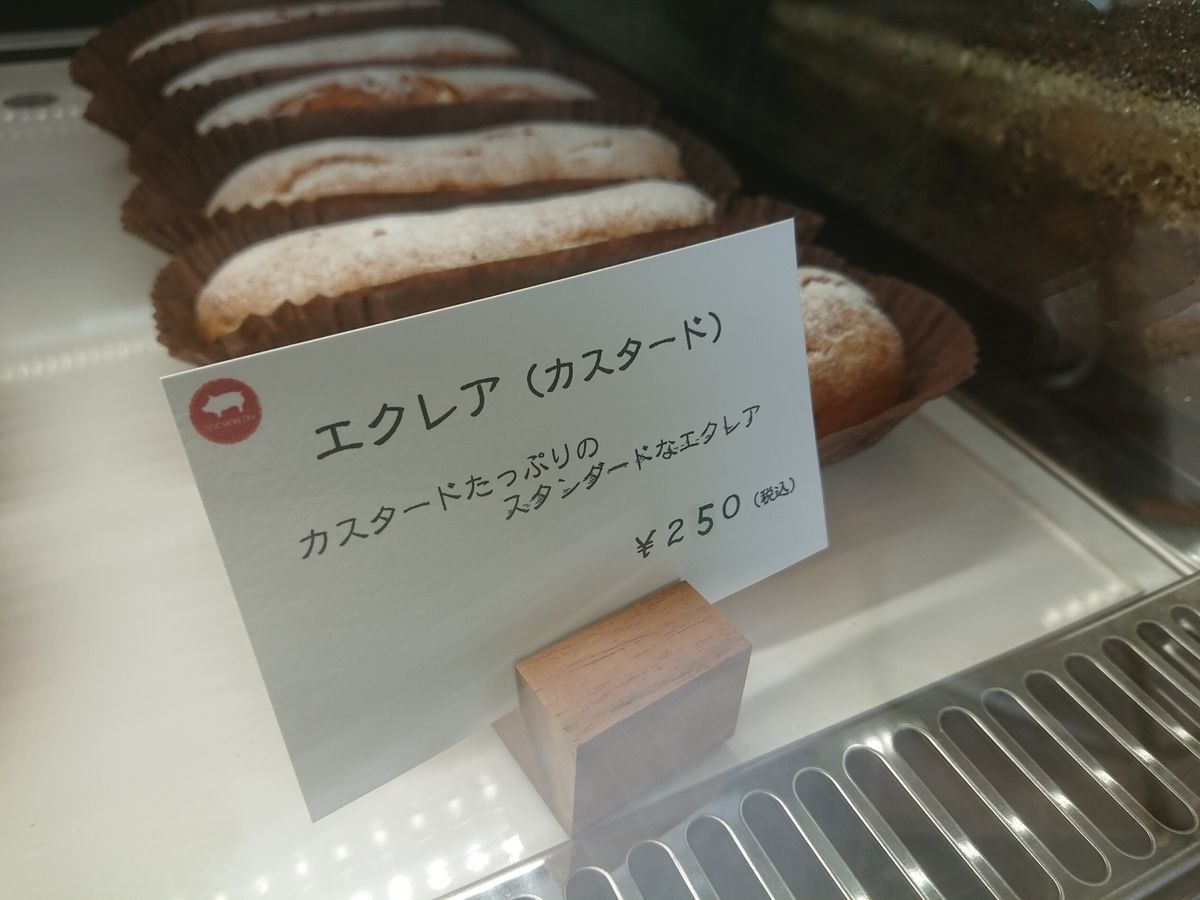 エクレア（カスタード）
カスタードたっぷりの
スタンダードなエクレア
￥250（税込）